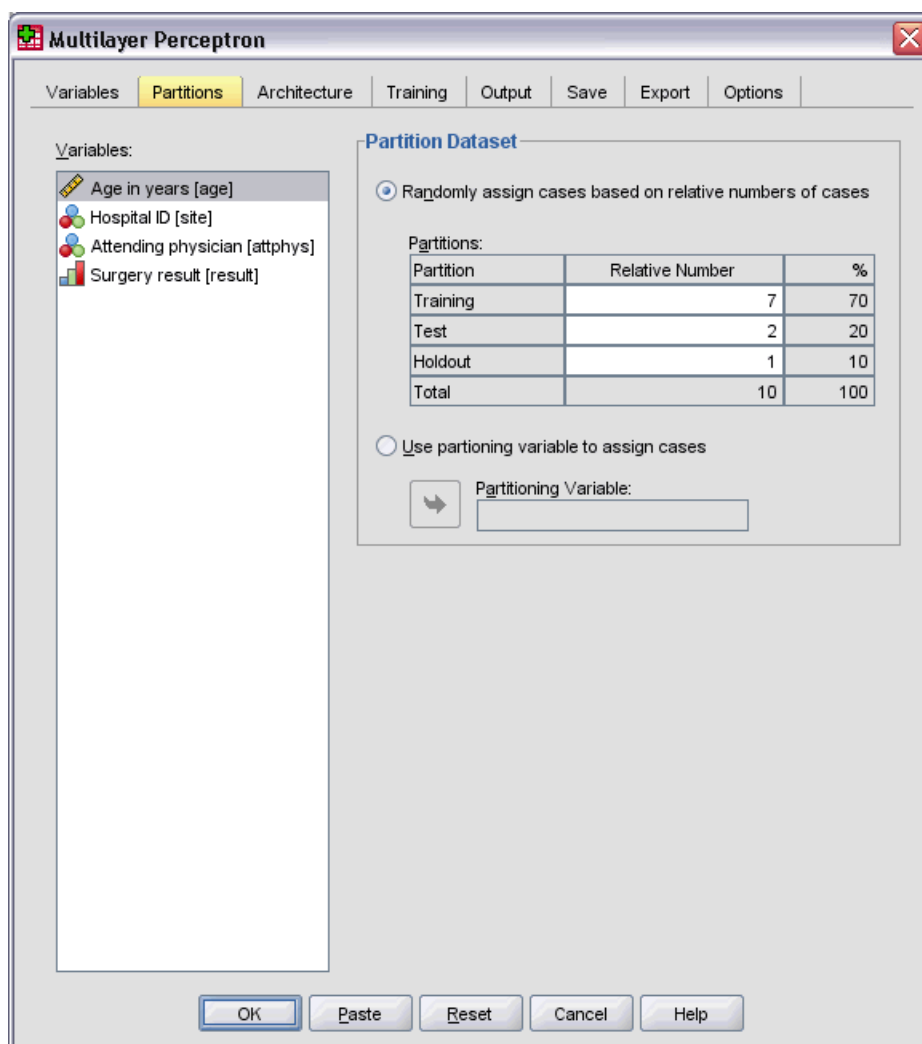 Multilayer Perceptron
Variables Partitions Architecture Training Output Save Export Options
Variables:
Age in years [age]
Hospital ID [site]
Attending physician [attphys]
Surgery result [result]
Partition Dataset
Randomly assign cases based on relative numbers of cases
Partitions:
Partition Relative Number %
Training 7 70
Test 2 20
Holdout 1 10
Total 10 100
Use partioning variable to assign cases
Partitioning Variable:
OK Paste Reset Cancel Help